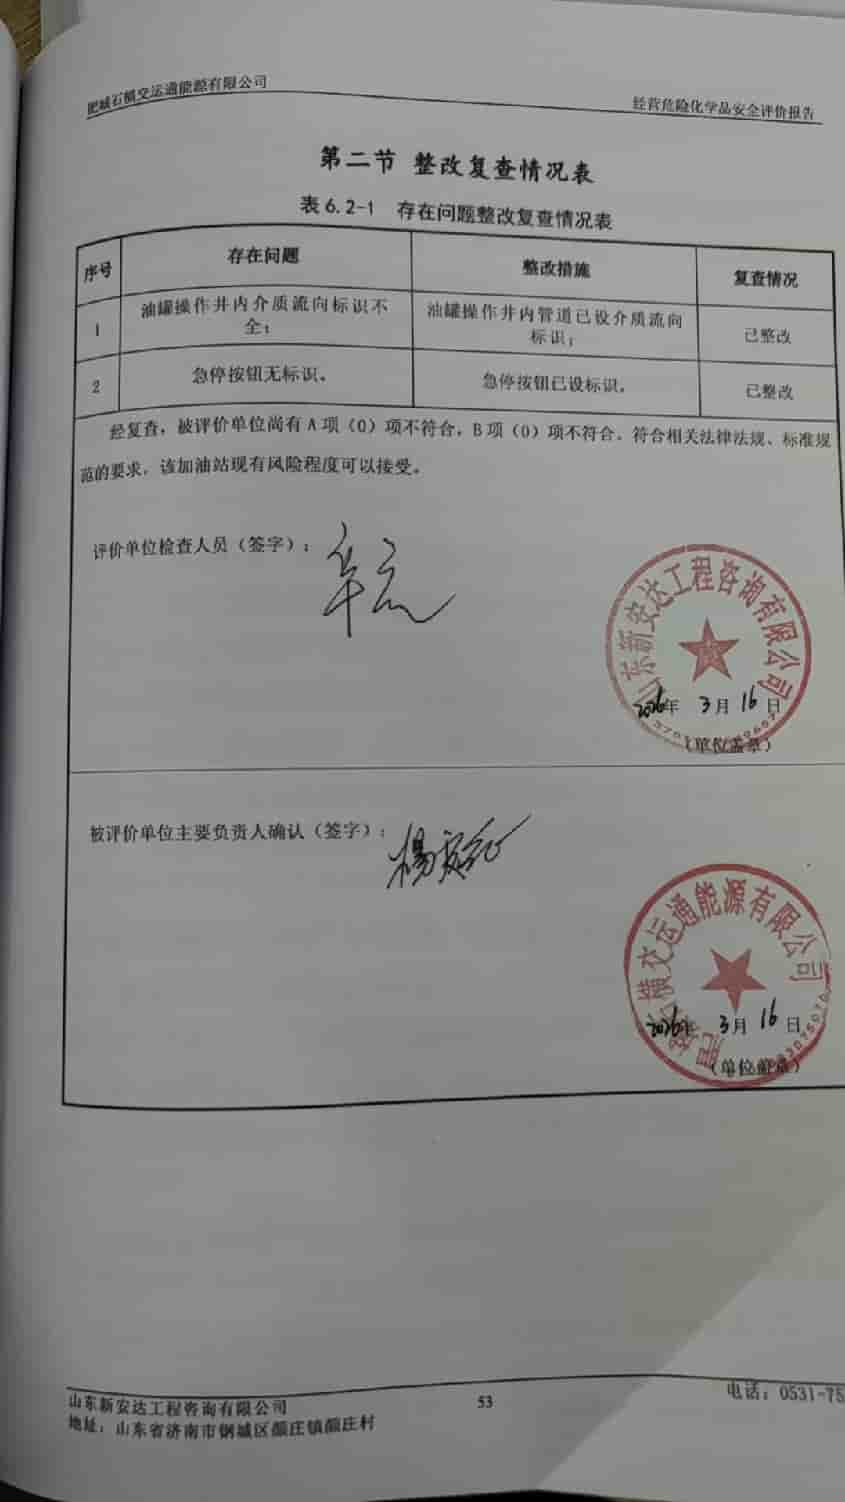 肥城石横交运通能源有限公司
经营危险化学品安全评价报告
第二节 整改复查情况表
表 6.2-1 存在问题整改复查情况表
序号 存在问题 整改措施 复查情况
1 油罐操作井内介质流向标识不全； 油罐操作井内管道已设介质流向标识； 已整改
2 急停按钮无标识。 急停按钮已设标识。 已整改
经复查，被评价单位尚有 A 项（0）项不符合，B 项（0）项不符合。符合相关法律法规、标准规
范的要求。该加油站现有风险程度可以接受。
评价单位检查人员（签字）：
山东新安达工程咨询有限公司
2026年 3月 16日
（单位盖章）
被评价单位主要负责人确认（签字）：
肥城石横交运通能源有限公司
2026年 3月 16日
（单位盖章）
山东新安达工程咨询有限公司
地址：山东省济南市钢城区颜庄镇颜庄村
53
电话：0531-75